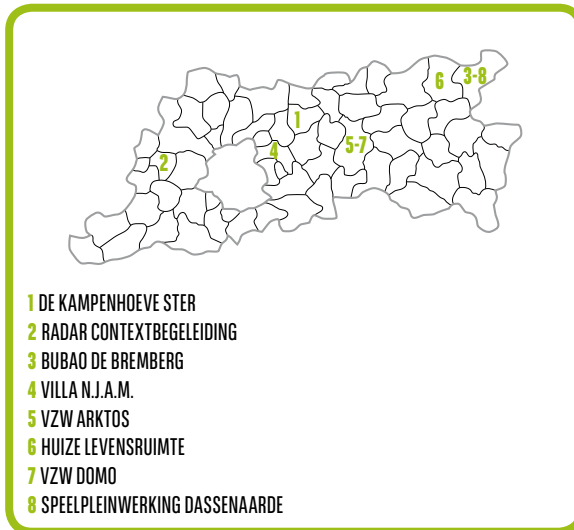 6 3-8
1
5-7
4
2
1 DE KAMPENHOEVE STER
2 RADAR CONTEXTBEGELEIDING
3 BUBAO DE BREMBERG
4 VILLA N.J.A.M.
5 VZW ARKTOS
6 HUIZE LEVENSRUIMTE
7 VZW DOMO
8 SPEELPLEINWERKING DASSENAARDE